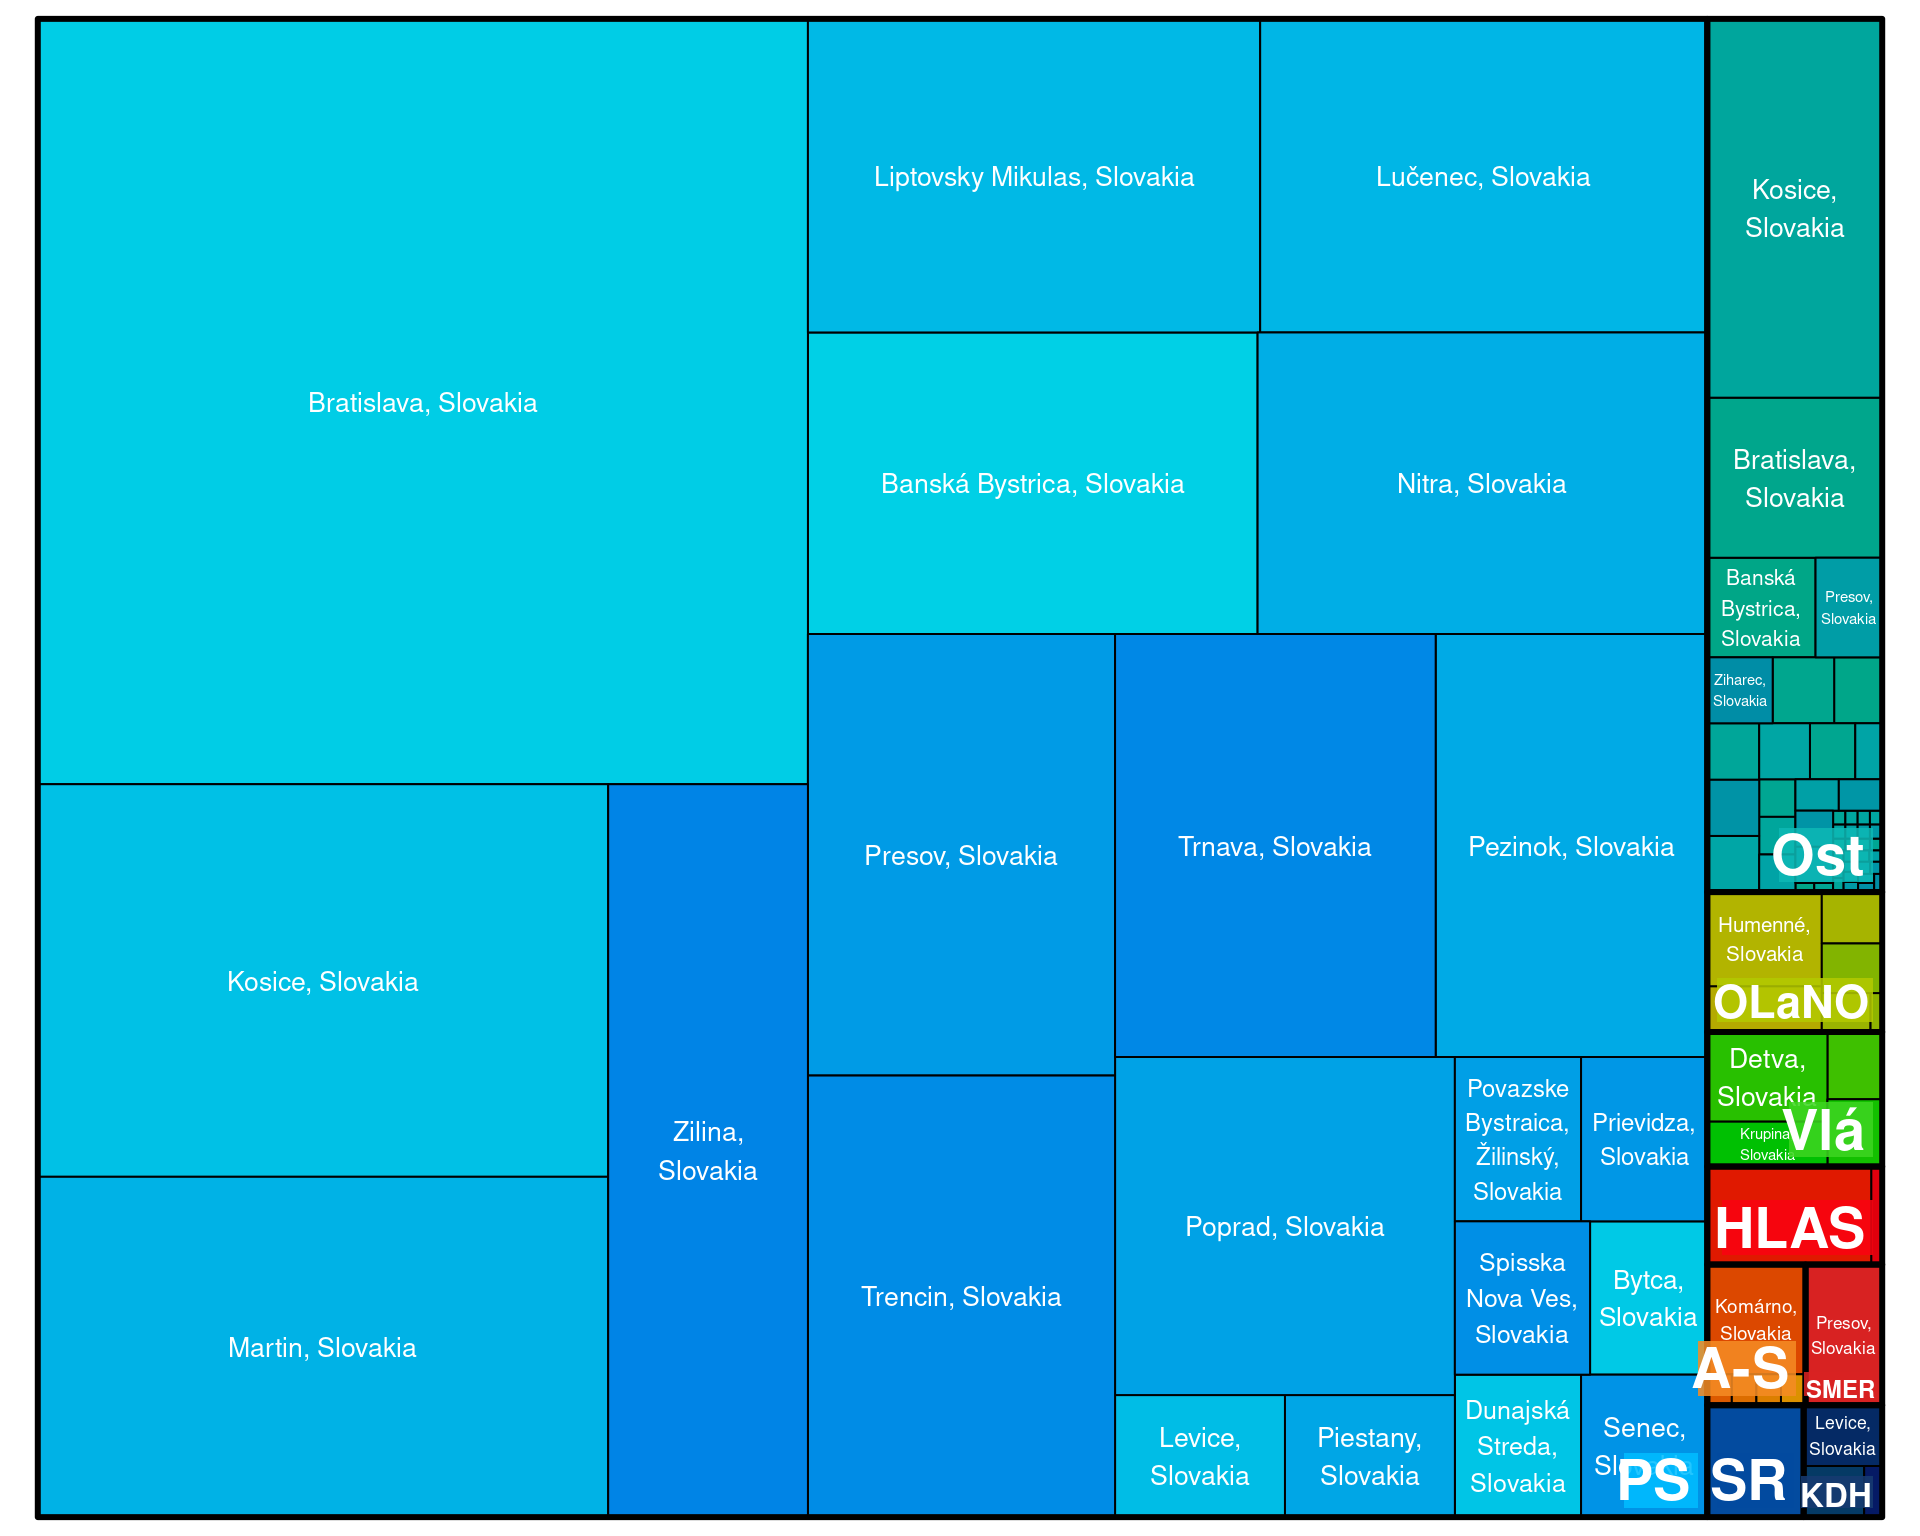 Bratislava, Slovakia
Kosice, Slovakia
Martin, Slovakia
Zilina,
Slovakia
Liptovsky Mikulas, Slovakia
Lučenec, Slovakia
Banská Bystrica, Slovakia
Nitra, Slovakia
Presov, Slovakia
Trnava, Slovakia
Pezinok, Slovakia
Trencin, Slovakia
Poprad, Slovakia
Levice,
Slovakia
Piestany,
Slovakia
Povazske
Bystraica,
Žilinský,
Slovakia
Prievidza,
Slovakia
Spisska
Nova Ves,
Slovakia
Bytca,
Slovakia
Dunajská
Streda,
Slovakia
Senec,
Slovakia
PS
Kosice,
Slovakia
Bratislava,
Slovakia
Banská
Bystrica,
Slovakia
Presov,
Slovakia
Ziharec,
Slovakia
Ost
Humenné,
Slovakia
OLaNO
Detva,
Slovakia
Krupina,
Slovakia
Vlá
HLAS
Komárno,
Slovakia
A-S
Presov,
Slovakia
SMER
SR
Levice,
Slovakia
KDH